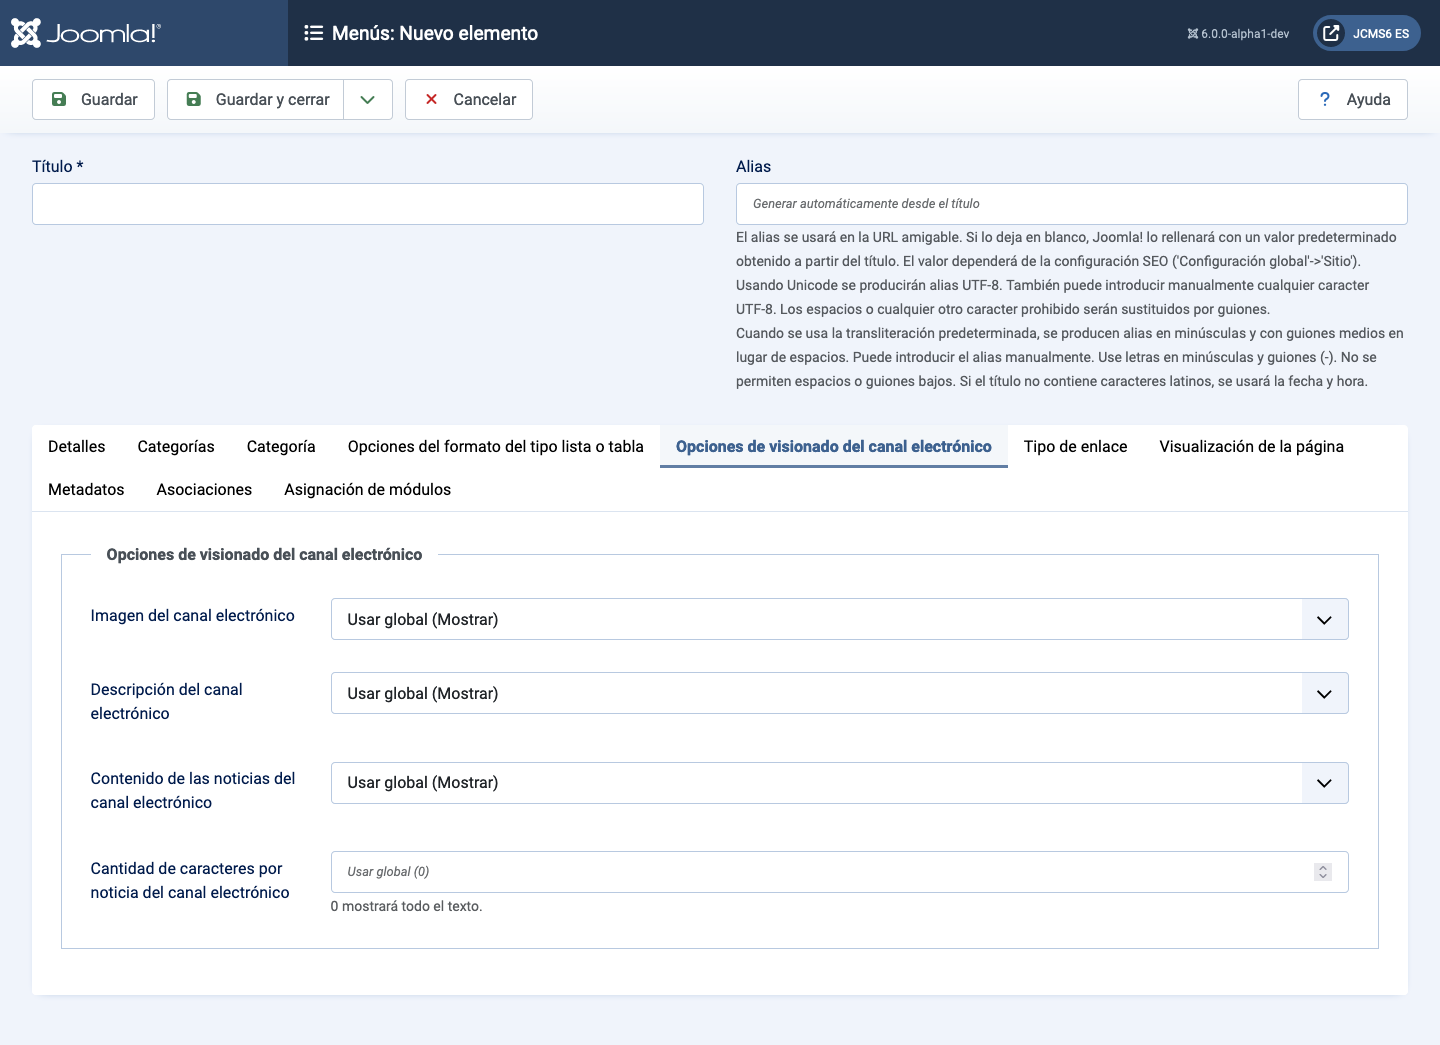 Joomla!®
Menús: Nuevo elemento
6.0.0-alpha1-dev
JCMS6 ES
Guardar
Guardar y cerrar
Cancelar
? Ayuda
Título *
Alias
Generar automáticamente desde el título
El alias se usará en la URL amigable. Si lo deja en blanco, Joomla! lo rellenará con un valor predeterminado
obtenido a partir del título. El valor dependerá de la configuración SEO ('Configuración global'->'Sitio').
Usando Unicode se producirán alias UTF-8. También puede introducir manualmente cualquier caracter
UTF-8. Los espacios o cualquier otro caracter prohibido serán sustituidos por guiones.
Cuando se usa la transliteración predeterminada, se producen alias en minúsculas y con guiones medios en
lugar de espacios. Puede introducir el alias manualmente. Use letras en minúsculas y guiones (-). No se
permiten espacios o guiones bajos. Si el título no contiene caracteres latinos, se usará la fecha y hora.
Detalles
Categorías
Categoría
Opciones del formato del tipo lista o tabla
Opciones de visionado del canal electrónico
Tipo de enlace
Visualización de la página
Metadatos
Asociaciones
Asignación de módulos
Opciones de visionado del canal electrónico
Imagen del canal electrónico
Usar global (Mostrar)
Descripción del canal
electrónico
Usar global (Mostrar)
Contenido de las noticias del
canal electrónico
Usar global (Mostrar)
Cantidad de caracteres por
noticia del canal electrónico
Usar global (0)
0 mostrará todo el texto.